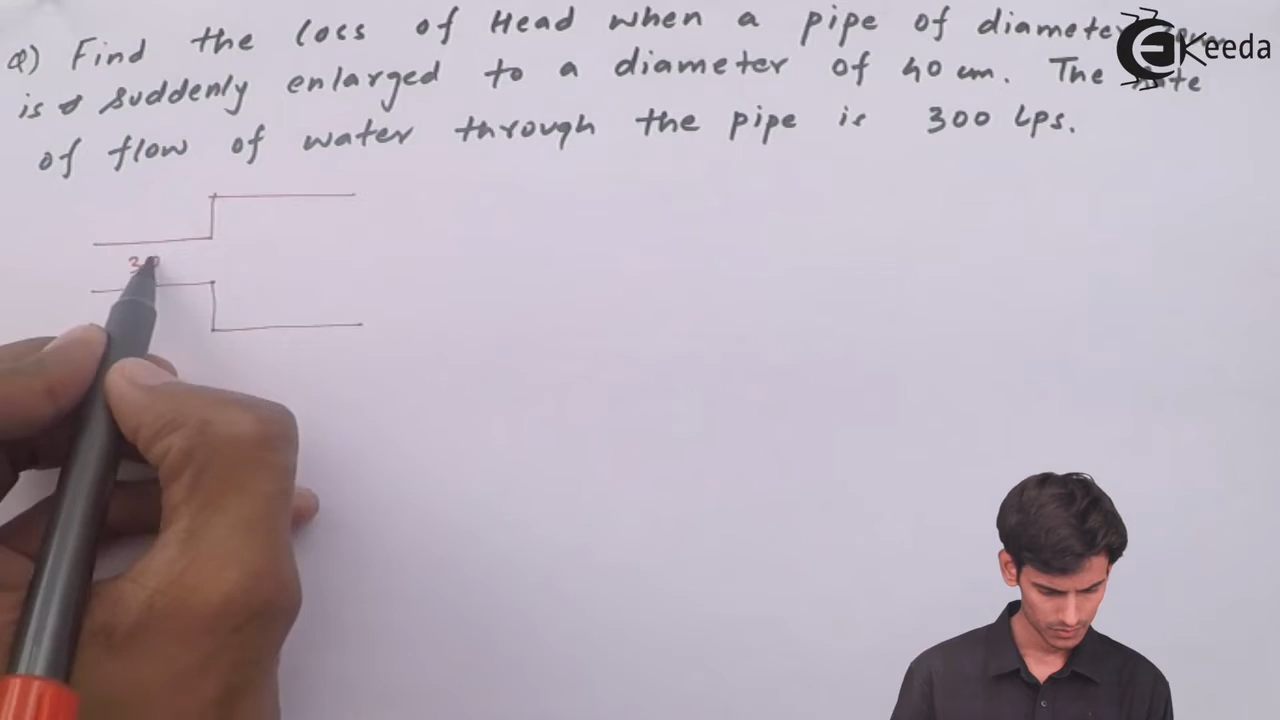 Q) Find the loss of Head when a pipe of diameter
is suddenly enlarged to a diameter of 40 cm. The
of flow of water through the pipe is 300 lps.
Keeda